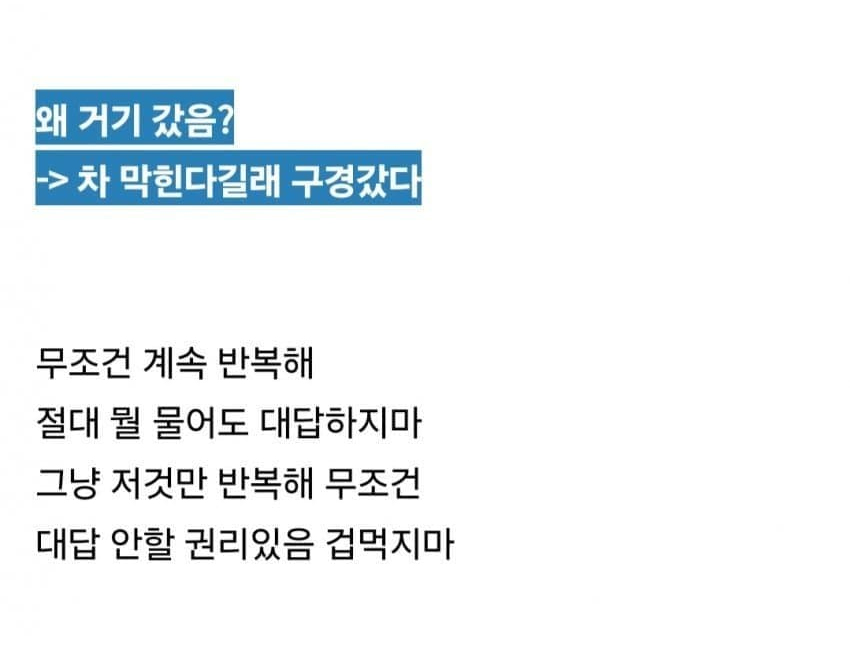 왜 거기 갔음?
-> 차 막힌다길래 구경갔다
무조건 계속 반복해
절대 뭘 물어도 대답하지마
그냥 저것만 반복해 무조건
대답 안할 권리있음 겁먹지마